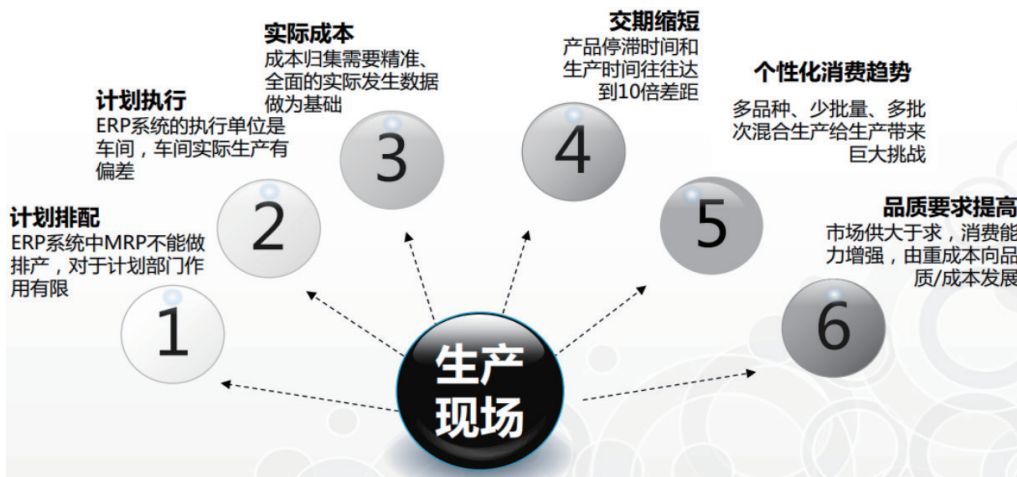 计划排配
ERP系统中MRP不能做
排产，对于计划部门作
用有限
1
计划执行
ERP系统的执行单位是
车间，车间实际生产有
偏差
2
实际成本
成本归集需要精准、
全面的实际发生数据
做为基础
3
交期缩短
产品停滞时间和
生产时间往往达
到10倍差距
4
个性化消费趋势
多品种、少批量、多批
次混合生产给生产带来
巨大挑战
5
品质要求提高
市场供大于求，消费能
力增强，由重成本向品
质/成本发展
6
生产
现场